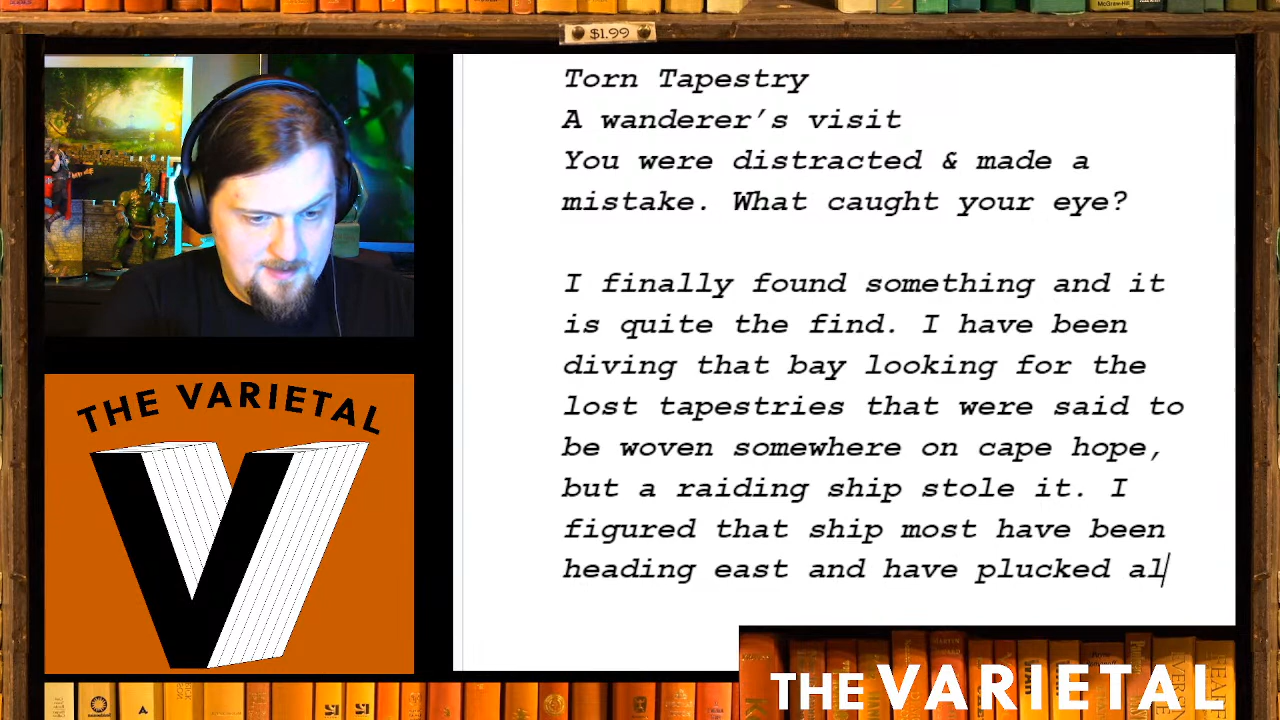 McGraw-Hill
$1.99
Torn Tapestry
A wanderer’s visit
You were distracted & made a
mistake. What caught your eye?
I finally found something and it
is quite the find. I have been
diving that bay looking for the
lost tapestries that were said to
be woven somewhere on cape hope,
but a raiding ship stole it. I
figured that ship most have been
heading east and have plucked al
THE VARIETAL
THE VARIETAL